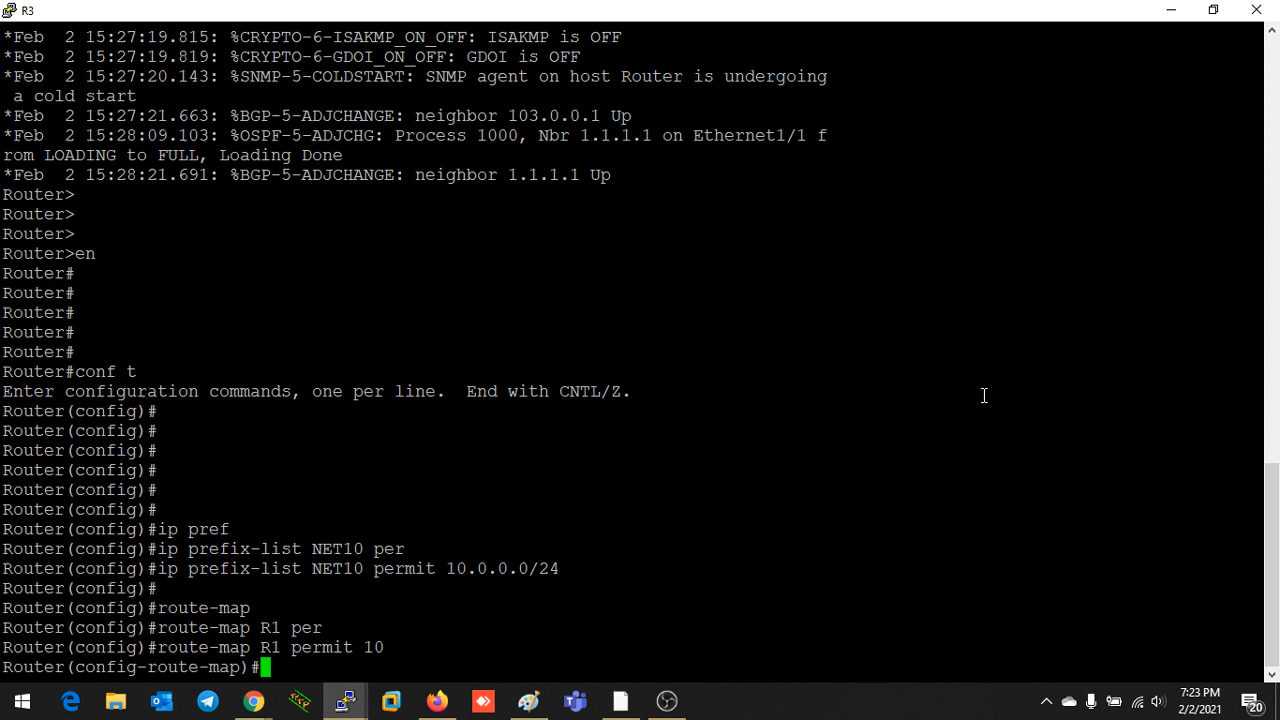 R3
*Feb  2 15:27:19.815: %CRYPTO-6-ISAKMP_ON_OFF: ISAKMP is OFF
*Feb  2 15:27:19.819: %CRYPTO-6-GDOI_ON_OFF: GDOI is OFF
*Feb  2 15:27:20.143: %SNMP-5-COLDSTART: SNMP agent on host Router is undergoing
 a cold start
*Feb  2 15:27:21.663: %BGP-5-ADJCHANGE: neighbor 103.0.0.1 Up
*Feb  2 15:28:09.103: %OSPF-5-ADJCHG: Process 1000, Nbr 1.1.1.1 on Ethernet1/1 f
rom LOADING to FULL, Loading Done
*Feb  2 15:28:21.691: %BGP-5-ADJCHANGE: neighbor 1.1.1.1 Up
Router>
Router>
Router>
Router>en
Router#
Router#
Router#
Router#
Router#
Router#conf t
Enter configuration commands, one per line.  End with CNTL/Z.
Router(config)#
Router(config)#
Router(config)#
Router(config)#
Router(config)#
Router(config)#
Router(config)#ip pref
Router(config)#ip prefix-list NET10 per
Router(config)#ip prefix-list NET10 permit 10.0.0.0/24
Router(config)#
Router(config)#route-map
Router(config)#route-map R1 per
Router(config)#route-map R1 permit 10
Router(config-route-map)#
7:23 PM
2/2/2021
20